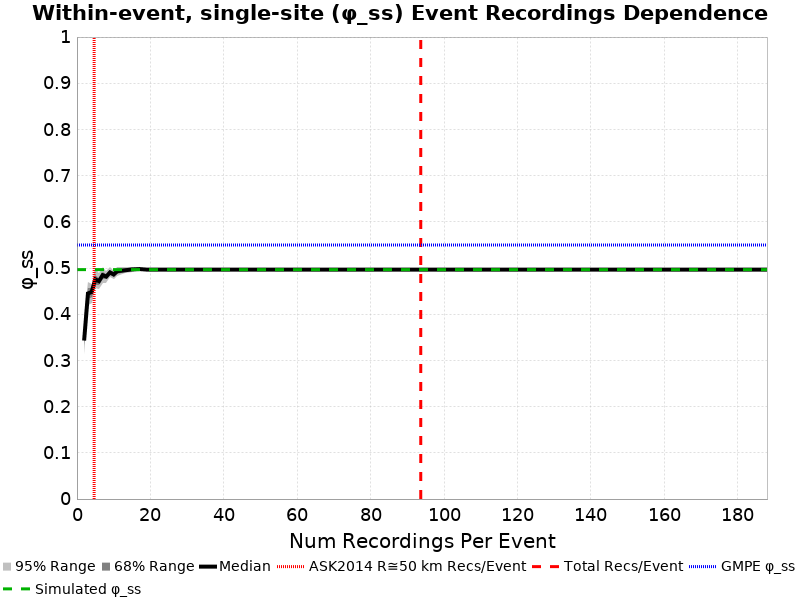 Within-event, single-site (φ_ss) Event Recordings Dependence
φ_ss
1
0.9
0.8
0.7
0.6
0.5
0.4
0.3
0.2
0.1
0
0 20 40 60 80 100 120 140 160 180
Num Recordings Per Event
95% Range 68% Range Median ASK2014 R≅50 km Recs/Event Total Recs/Event GMPE φ_ss
Simulated φ_ss